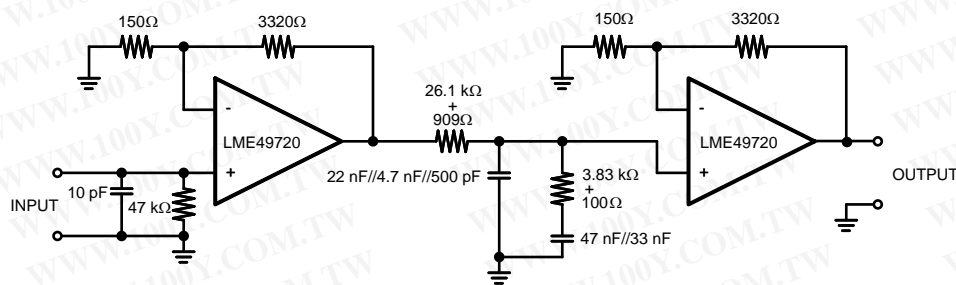 150Ω
3320Ω
150Ω
3320Ω
26.1 kΩ
+
909Ω
-
LME49720
+
-
LME49720
+
INPUT
10 pF
47 kΩ
22 nF//4.7 nF//500 pF
3.83 kΩ
+
100Ω
47 nF//33 nF
OUTPUT
WWW.100Y.COM.TW